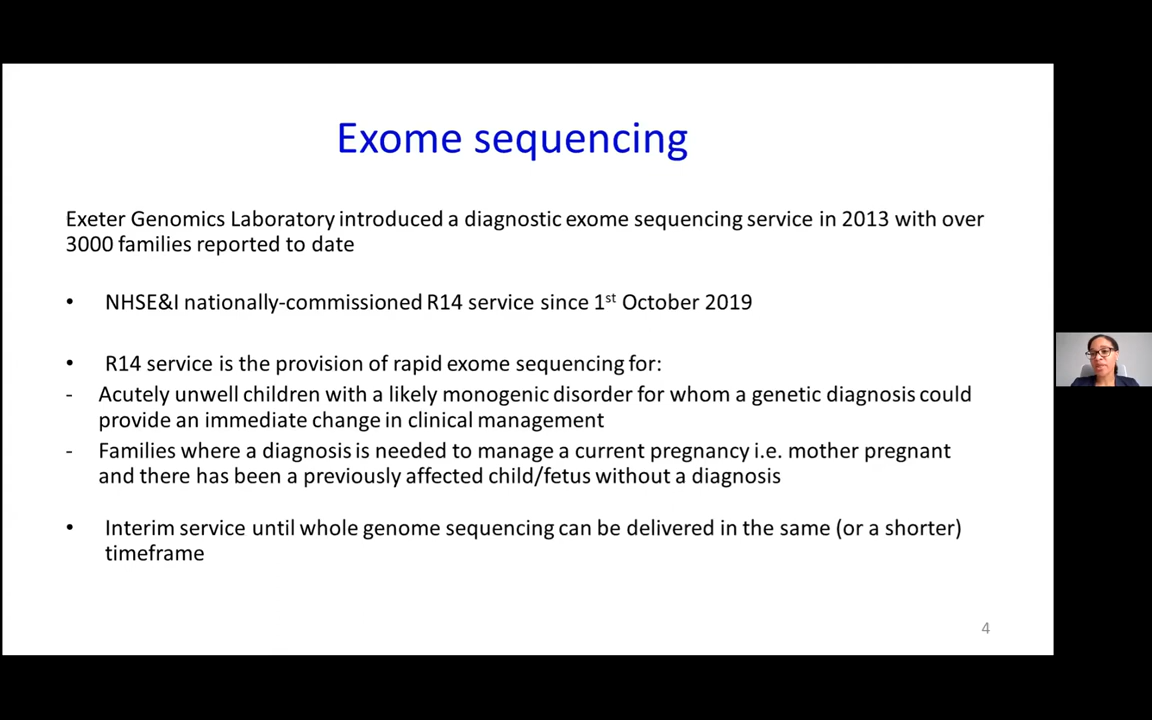 Exome sequencing
Exeter Genomics Laboratory introduced a diagnostic exome sequencing service in 2013 with over
3000 families reported to date
• NHSE&I nationally-commissioned R14 service since 1st October 2019
• R14 service is the provision of rapid exome sequencing for:
- Acutely unwell children with a likely monogenic disorder for whom a genetic diagnosis could
provide an immediate change in clinical management
- Families where a diagnosis is needed to manage a current pregnancy i.e. mother pregnant
and there has been a previously affected child/fetus without a diagnosis
• Interim service until whole genome sequencing can be delivered in the same (or a shorter)
timeframe
4